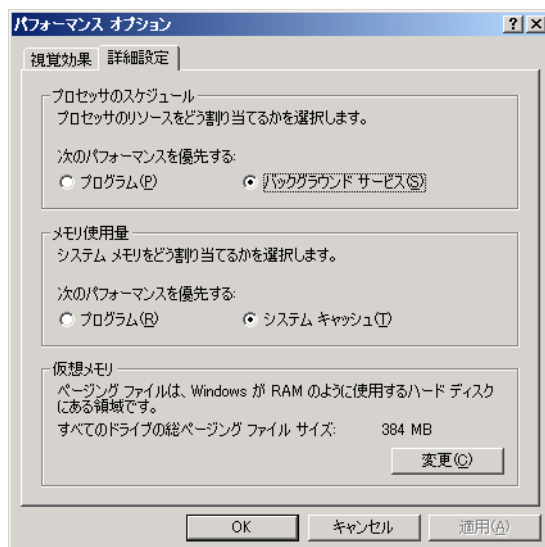 パフォーマンス オプション
視覚効果 詳細設定
プロセッサのスケジュール
プロセッサのリソースをどう割り当てるかを選択します。
次のパフォーマンスを優先する:
プログラム(P) バックグラウンド サービス(S)
メモリ使用量
システム メモリをどう割り当てるかを選択します。
次のパフォーマンスを優先する:
プログラム(R) システム キャッシュ(T)
仮想メモリ
ページング ファイルは、Windows が RAM のように使用するハード ディスク
にある領域です。
すべてのドライブの総ページング ファイル サイズ: 384 MB
変更(C)
OK キャンセル 適用(A)